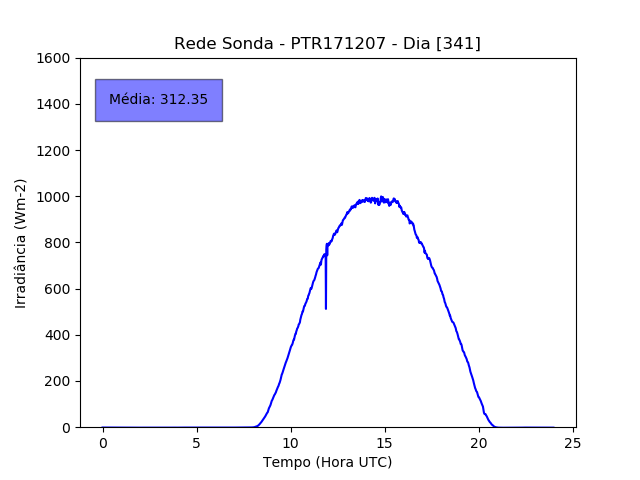 Rede Sonda - PTR171207 - Dia [341]
1600
1400
1200
1000
800
600
400
200
0
Média: 312.35
Irradiância (Wm-2)
0 5 10 15 20 25
Tempo (Hora UTC)